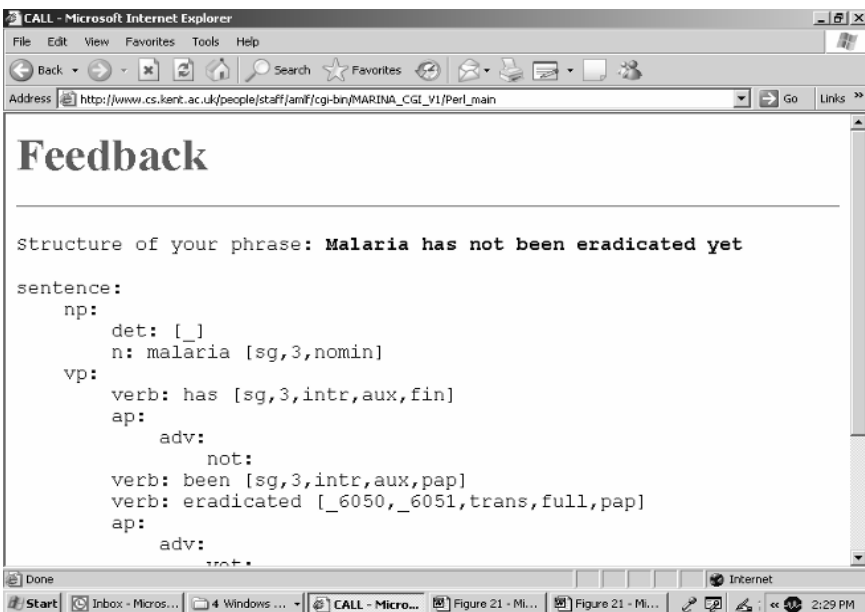 CALL - Microsoft Internet Explorer
File Edit View Favorites Tools Help
Back Search Favorites
Address http://www.cs.kent.ac.uk/people/staff/amlf/cgi-bin/MARINA_CGI_V1/Perl_main Go Links »
Feedback
Structure of your phrase: Malaria has not been eradicated yet
sentence:
np:
det: [_]
n: malaria [sg,3,nomin]
vp:
verb: has [sg,3,intr,aux,fin]
ap:
adv:
not:
verb: been [sg,3,intr,aux,pap]
verb: eradicated [_6050,_6051,trans,full,pap]
ap:
adv:
yet:
Done Internet
Start Inbox - Micros... 4 Windows ... CALL - Micro... Figure 21 - Mi... Figure 21 - Mi... « 2:29 PM